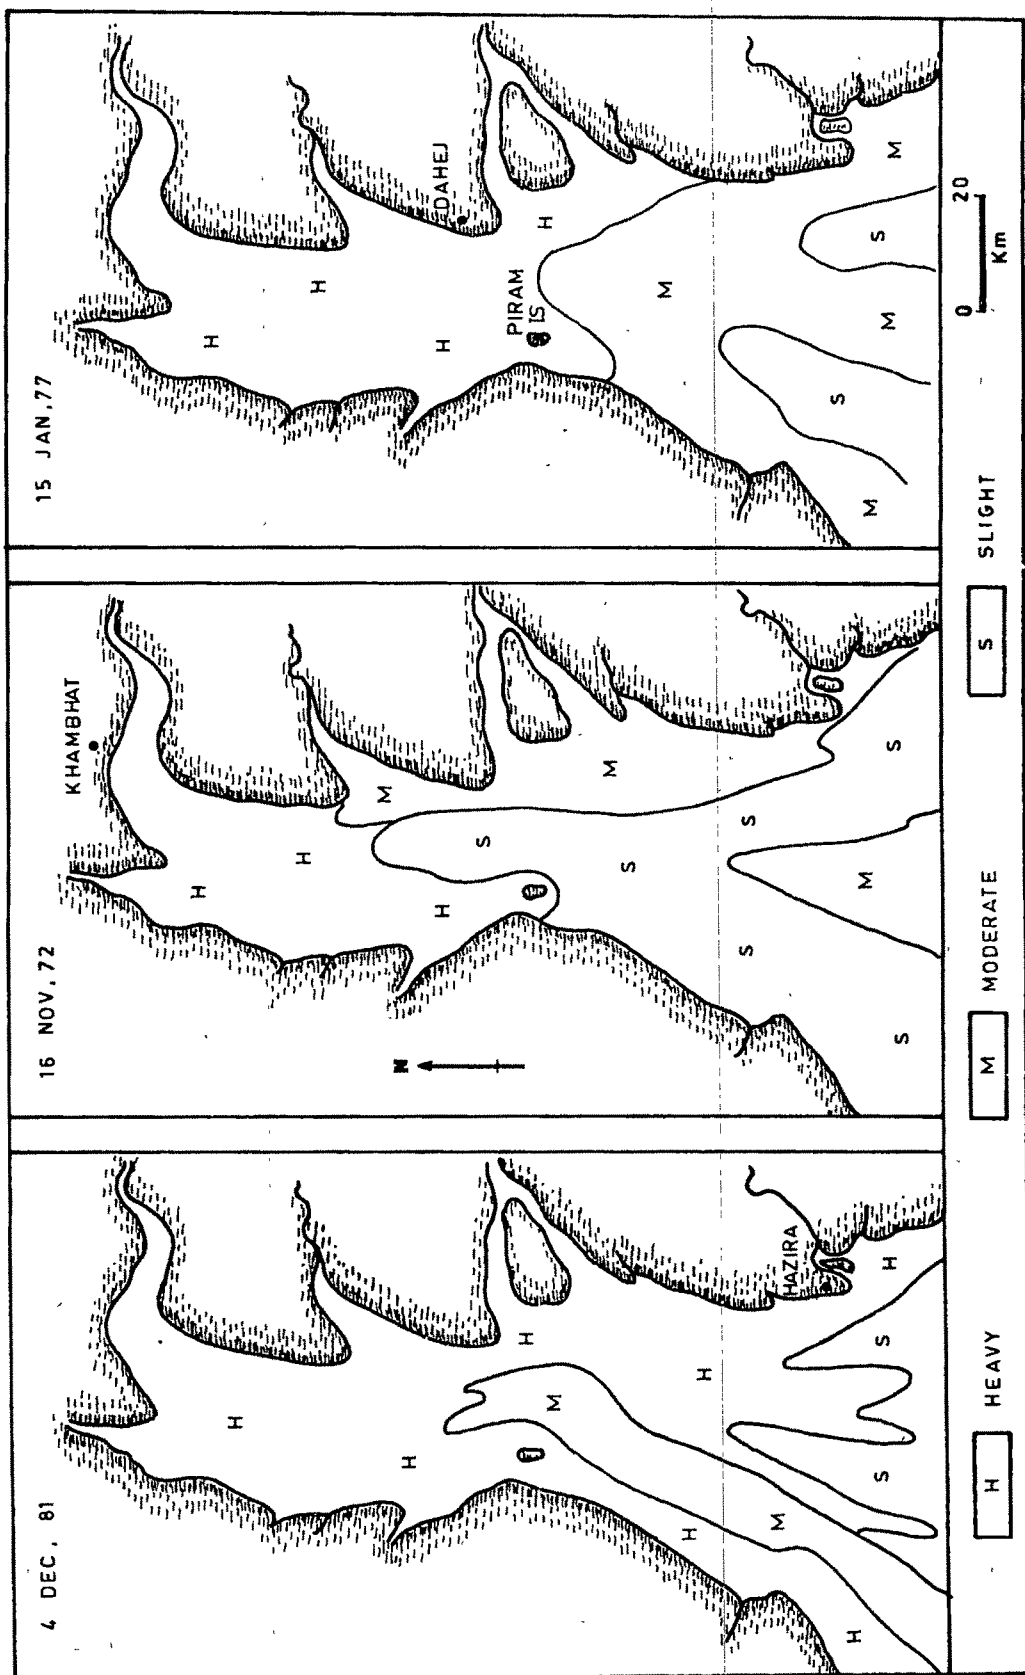 4 DEC, 81
H
H
H
M
H
H
M
H
S
S
H
HAZIRA
16 NOV, 72
KHAMBHAT
N
H
H
H
M
S
M
S
S
S
M
S
S
15 JAN, 77
H
H
H
DAHEJ
PIRAM
IS
H
M
S
S
M
M
M
H HEAVY
M MODERATE
S SLIGHT
0 20
Km